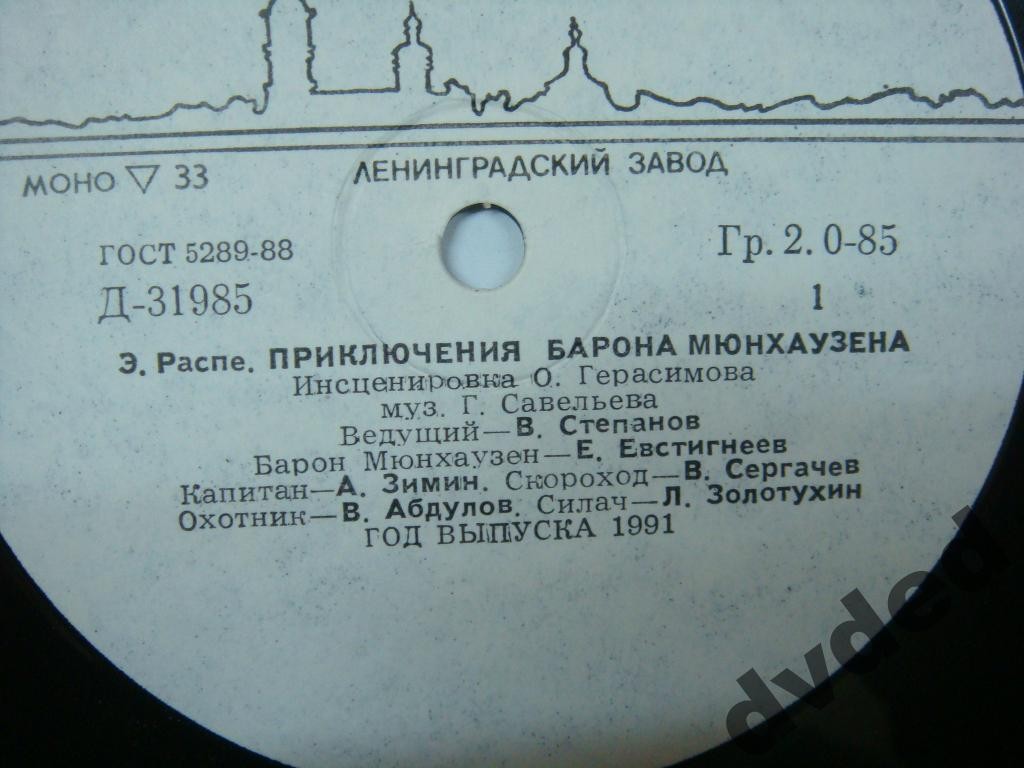 МОНО ▽ 33
ЛЕНИНГРАДСКИЙ ЗАВОД
ГОСТ 5289-88
Гр. 2. 0-85
Д-31985
1
Э. Распе. ПРИКЛЮЧЕНИЯ БАРОНА МЮНХАУЗЕНА
Инсценировка О. Герасимова
муз. Г. Савельева
Ведущий—В. Степанов
Барон Мюнхаузен—Е. Евстигнеев
Капитан—А. Зимин. Скороход—В. Сергачев
Охотник—В. Абдулов. Силач—Л. Золотухин
ГОД ВЫПУСКА 1991
dvded